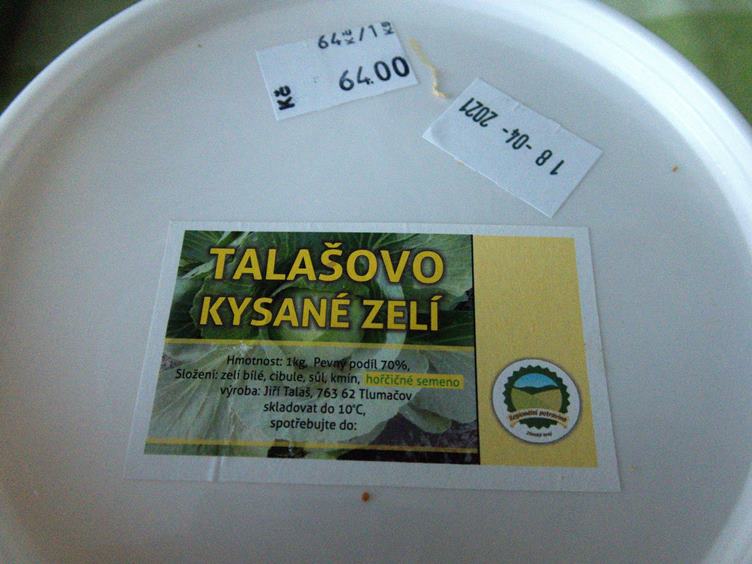 64 Kč/1 Kg
Kč 64.00
18-04-2021
TALAŠOVO
KYSANÉ ZELÍ
Hmotnost: 1kg, Pevný podíl 70%,
Složení: zelí bílé, cibule, sůl, kmín, hořčičné semeno
výroba: Jiří Talaš, 763 62 Tlumačov
skladovat do 10°C,
spotřebujte do:
Regionální potravina
Zlínský kraj